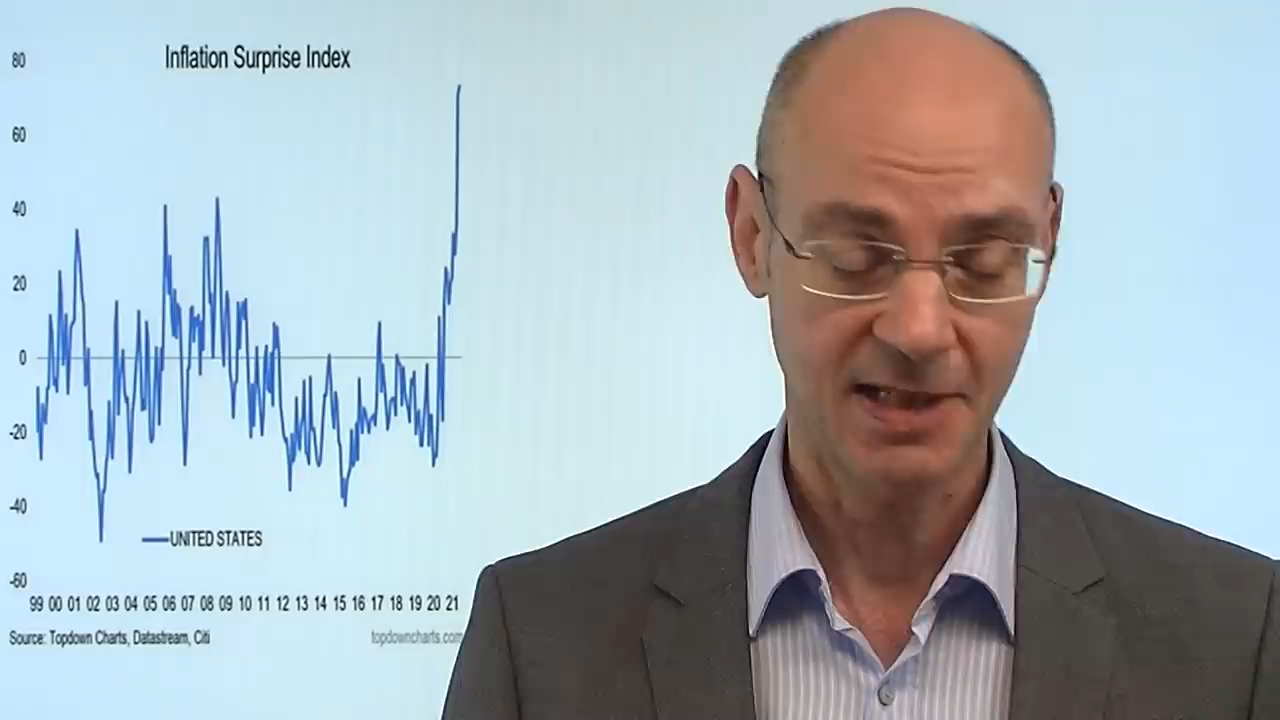 Inflation Surprise Index
80
60
40
20
0
-20
-40
-60
UNITED STATES
99 00 01 02 03 04 05 06 07 08 09 10 11 12 13 14 15 16 17 18 19 20 21
Source: Topdown Charts, Datastream, Citi
topdowncharts.com